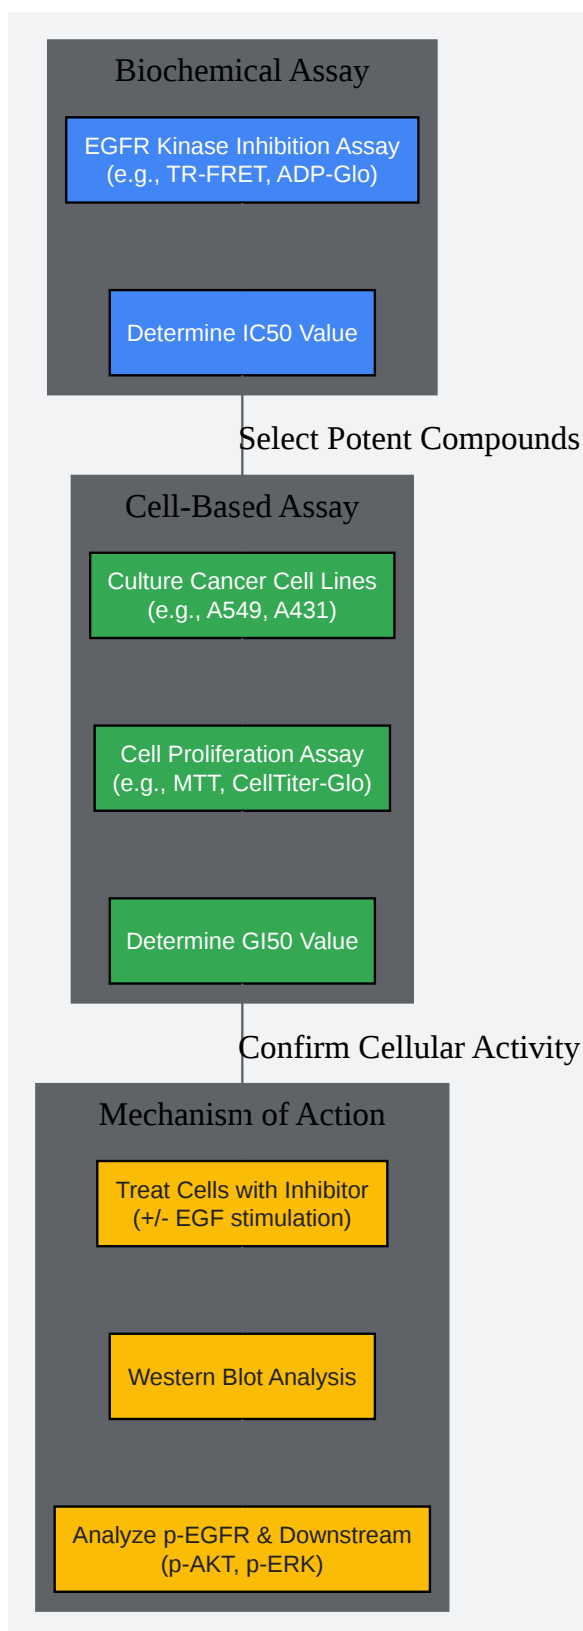 Biochemical Assay
EGFR Kinase Inhibition Assay
(e.g., TR-FRET, ADP-Glo)
Determine IC50 Value
Select Potent Compounds
Cell-Based Assay
Culture Cancer Cell Lines
(e.g., A549, A431)
Cell Proliferation Assay
(e.g., MTT, CellTiter-Glo)
Determine GI50 Value
Confirm Cellular Activity
Mechanism of Action
Treat Cells with Inhibitor
(+/- EGF stimulation)
Western Blot Analysis
Analyze p-EGFR & Downstream
(p-AKT, p-ERK)